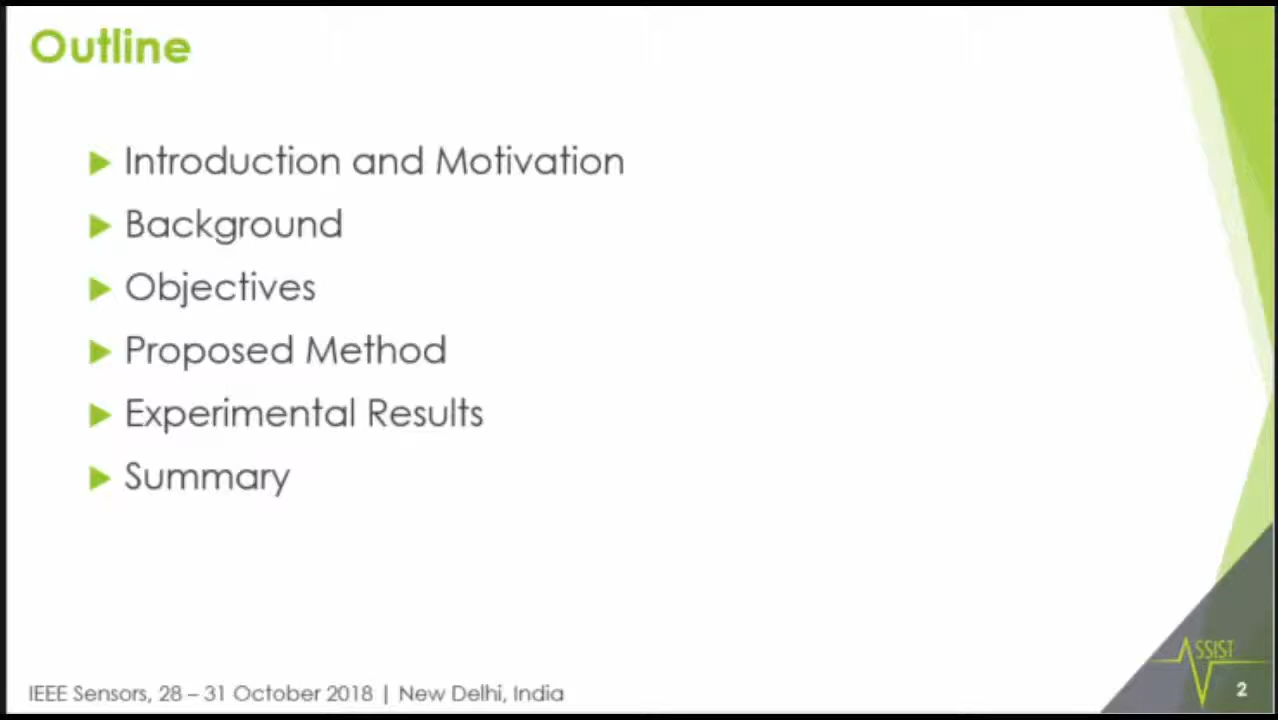 Outline
Introduction and Motivation
Background
Objectives
Proposed Method
Experimental Results
Summary
IEEE Sensors, 28 – 31 October 2018 | New Delhi, India
ASSIST
2